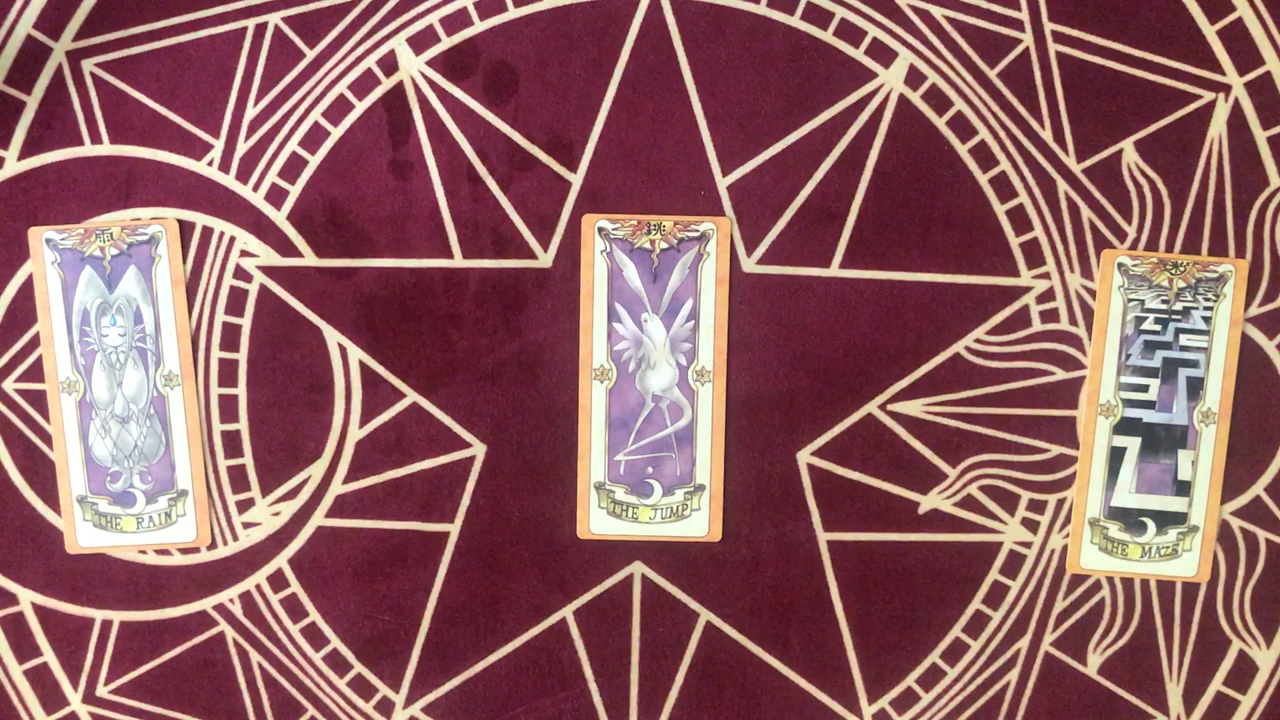 雨
THE RAIN
跳
THE JUMP
THE MAZE